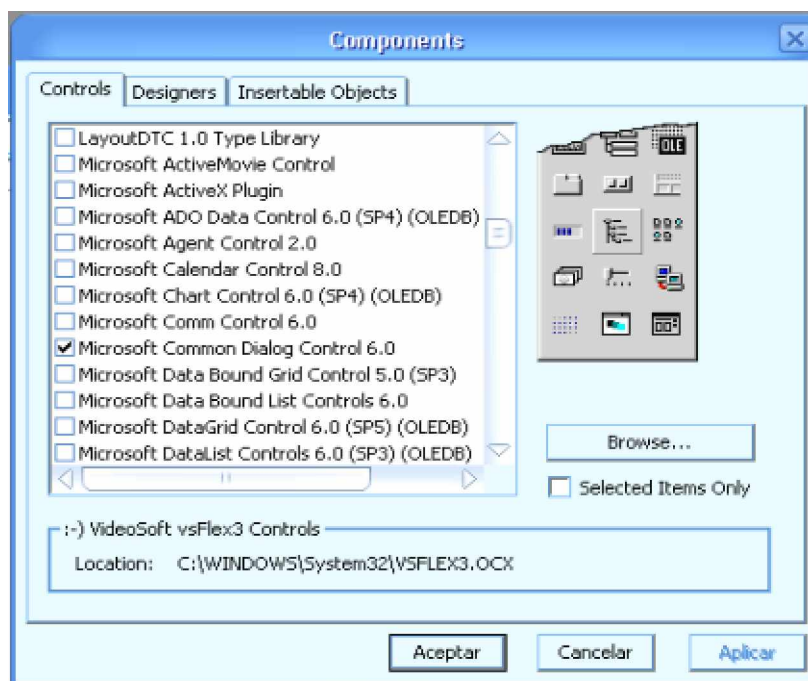 Components
Controls
Designers
Insertable Objects
LayoutDTC 1.0 Type Library
Microsoft ActiveMovie Control
Microsoft ActiveX Plugin
Microsoft ADO Data Control 6.0 (SP4) (OLEDB)
Microsoft Agent Control 2.0
Microsoft Calendar Control 8.0
Microsoft Chart Control 6.0 (SP4) (OLEDB)
Microsoft Comm Control 6.0
Microsoft Common Dialog Control 6.0
Microsoft Data Bound Grid Control 5.0 (SP3)
Microsoft Data Bound List Controls 6.0
Microsoft DataGrid Control 6.0 (SP5) (OLEDB)
Microsoft DataList Controls 6.0 (SP3) (OLEDB)
OLE
Browse...
Selected Items Only
:-) VideoSoft vsFlex3 Controls
Location: C:\WINDOWS\System32\VSFLEX3.OCX
Aceptar
Cancelar
Aplicar